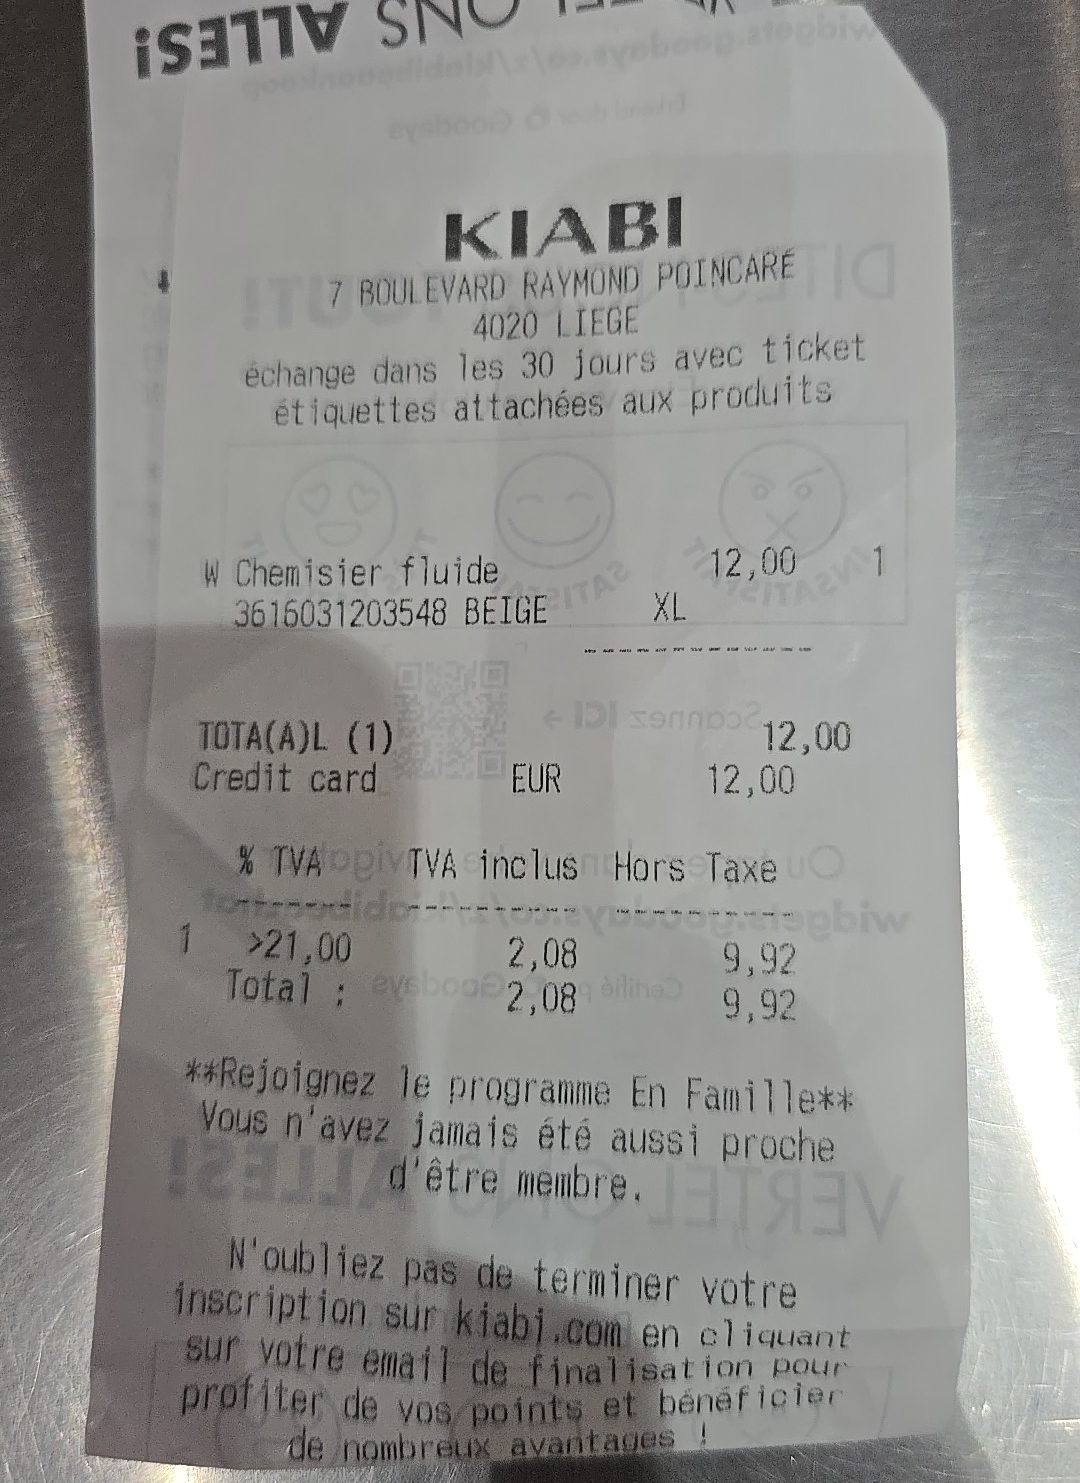 VERTEL ONS ALLES!
KIABI
7 BOULEVARD RAYMOND POINCARÉ
4020 LIEGE
échange dans les 30 jours avec ticket
étiquettes attachées aux produits
W Chemisier fluide 12,00 1
3616031203548 BEIGE XL
TOTA(A)L (1) 12,00
Credit card EUR 12,00
% TVA TVA inclus Hors Taxe
1 >21,00 2,08 9,92
Total : 2,08 9,92
**Rejoignez le programme En Famille**
Vous n'avez jamais été aussi proche
d'être membre.
N'oubliez pas de terminer votre
inscription sur kiabi.com en cliquant
sur votre email de finalisation pour
profiter de vos points et bénéficier
de nombreux avantages !